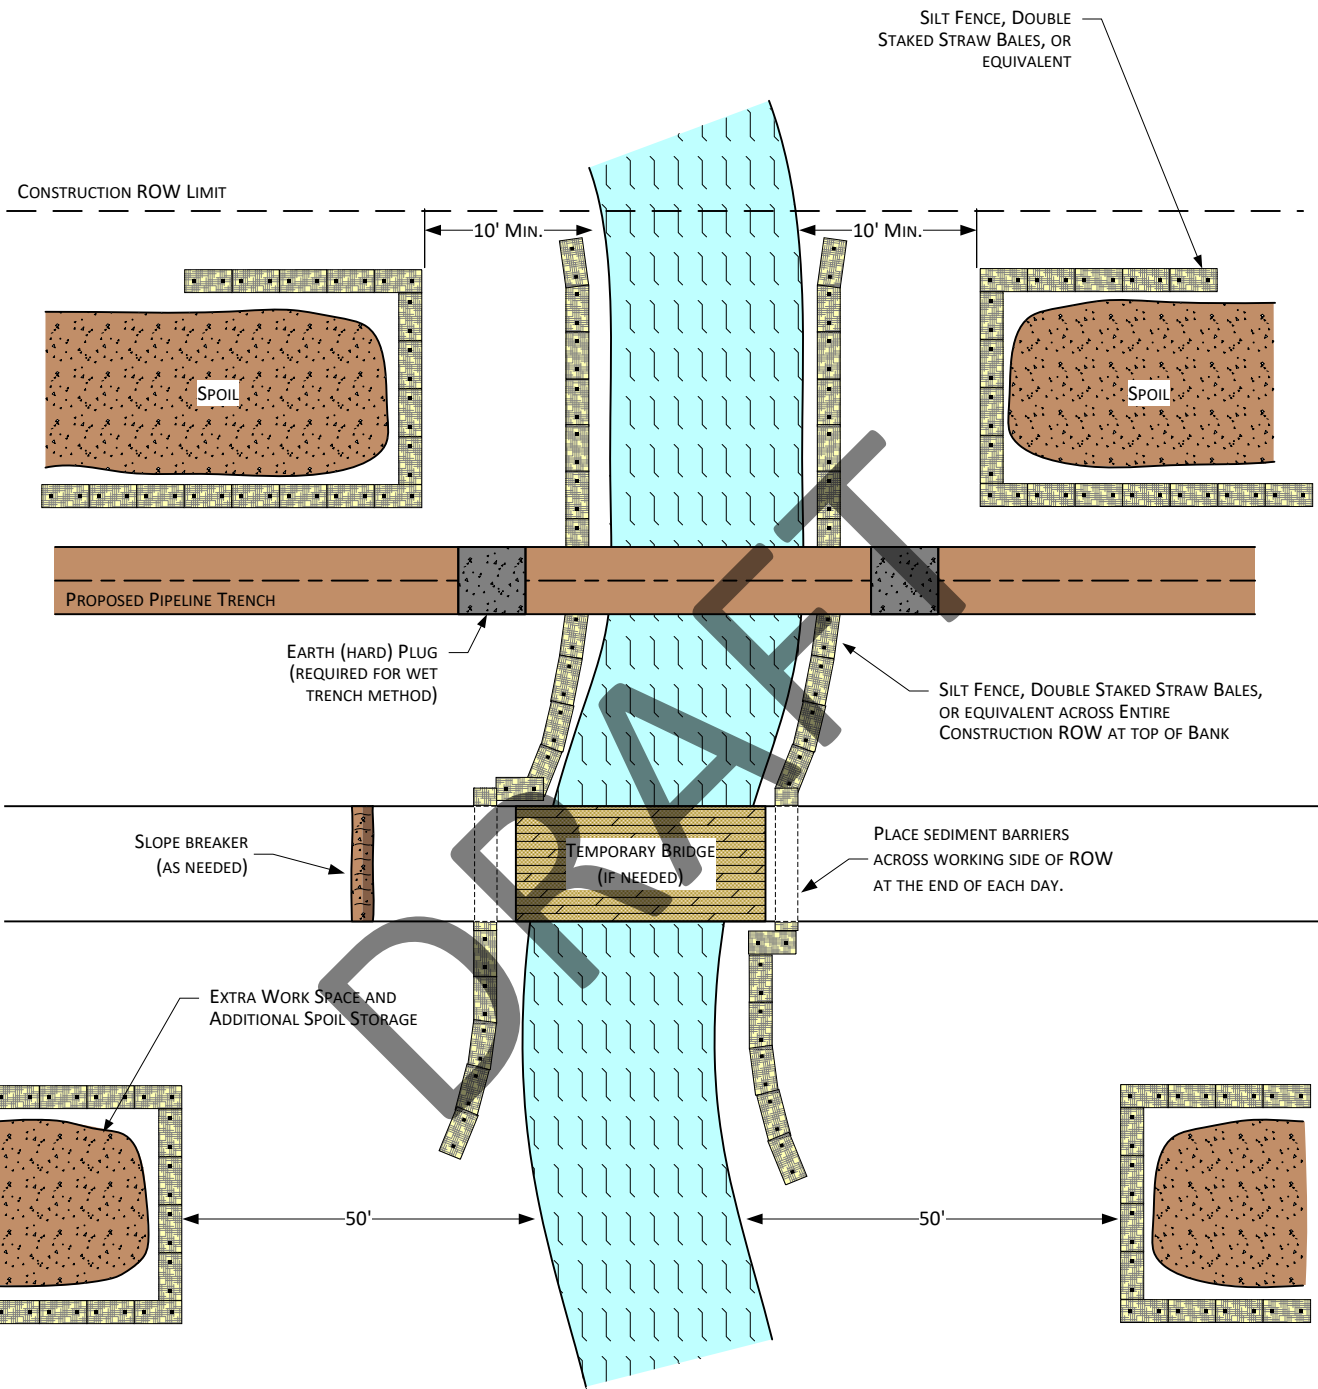 SILT FENCE, DOUBLE
STAKED STRAW BALES, OR
EQUIVALENT
CONSTRUCTION ROW LIMIT
10' MIN.
10' MIN.
SPOIL
SPOIL
PROPOSED PIPELINE TRENCH
EARTH (HARD) PLUG
(REQUIRED FOR WET
TRENCH METHOD)
SILT FENCE, DOUBLE STAKED STRAW BALES,
OR EQUIVALENT ACROSS ENTIRE
CONSTRUCTION ROW AT TOP OF BANK
SLOPE BREAKER
(AS NEEDED)
TEMPORARY BRIDGE
(IF NEEDED)
PLACE SEDIMENT BARRIERS
ACROSS WORKING SIDE OF ROW
AT THE END OF EACH DAY.
EXTRA WORK SPACE AND
ADDITIONAL SPOIL STORAGE
50'
50'
DRAFT